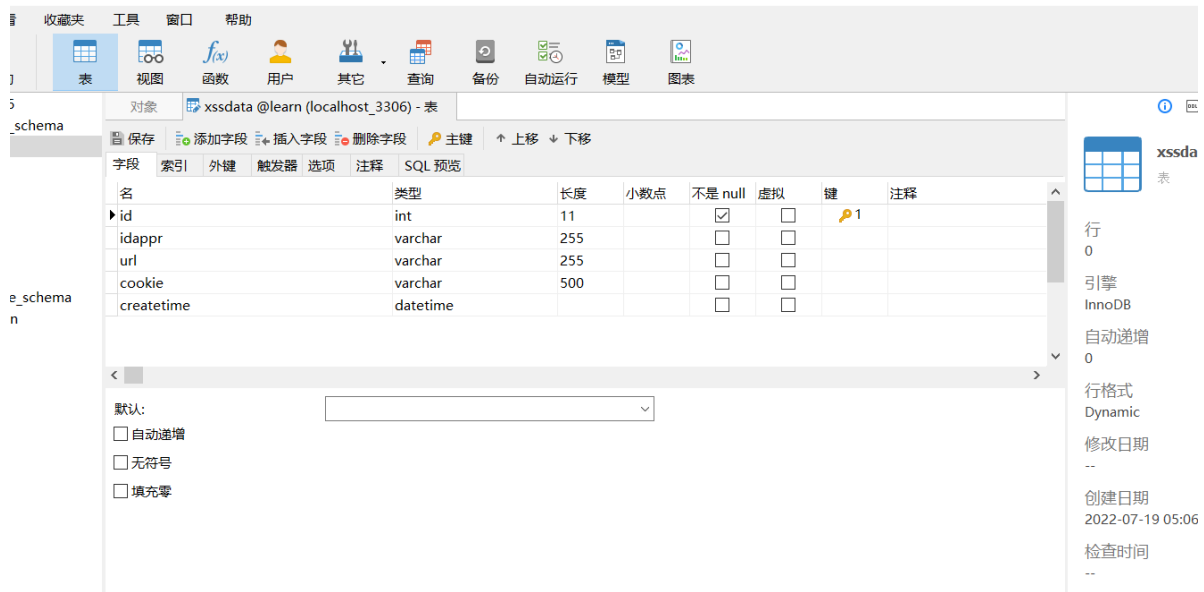 收藏夹 工具 窗口 帮助
f(x)
表 视图 函数 用户 其它 查询 备份 自动运行 模型 图表
_schema
e_schema
n
对象 xssdata @learn (localhost_3306) - 表
保存 添加字段 插入字段 删除字段 主键 上移 下移
字段 索引 外键 触发器 选项 注释 SQL 预览
名 类型 长度 小数点 不是 null 虚拟 键 注释
id int 11 1
idappr varchar 255
url varchar 255
cookie varchar 500
createtime datetime
默认:
自动递增
无符号
填充零
xssda
表
行
0
引擎
InnoDB
自动递增
0
行格式
Dynamic
修改日期
--
创建日期
2022-07-19 05:06
检查时间
--